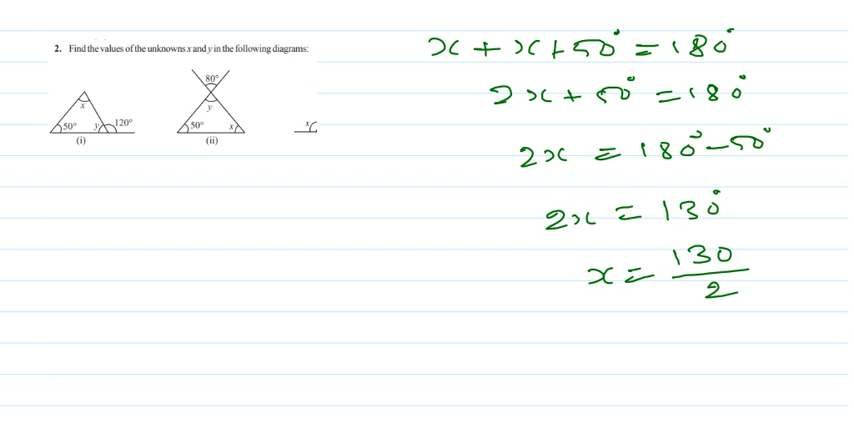 2. Find the values of the unknowns x and y in the following diagrams:
x
50°
y
120°
(i)
80°
y
50°
x
(ii)
x
x + x + 50° = 180°
2x + 50° = 180°
2x = 180° - 50°
2x = 130°
x = 130/2